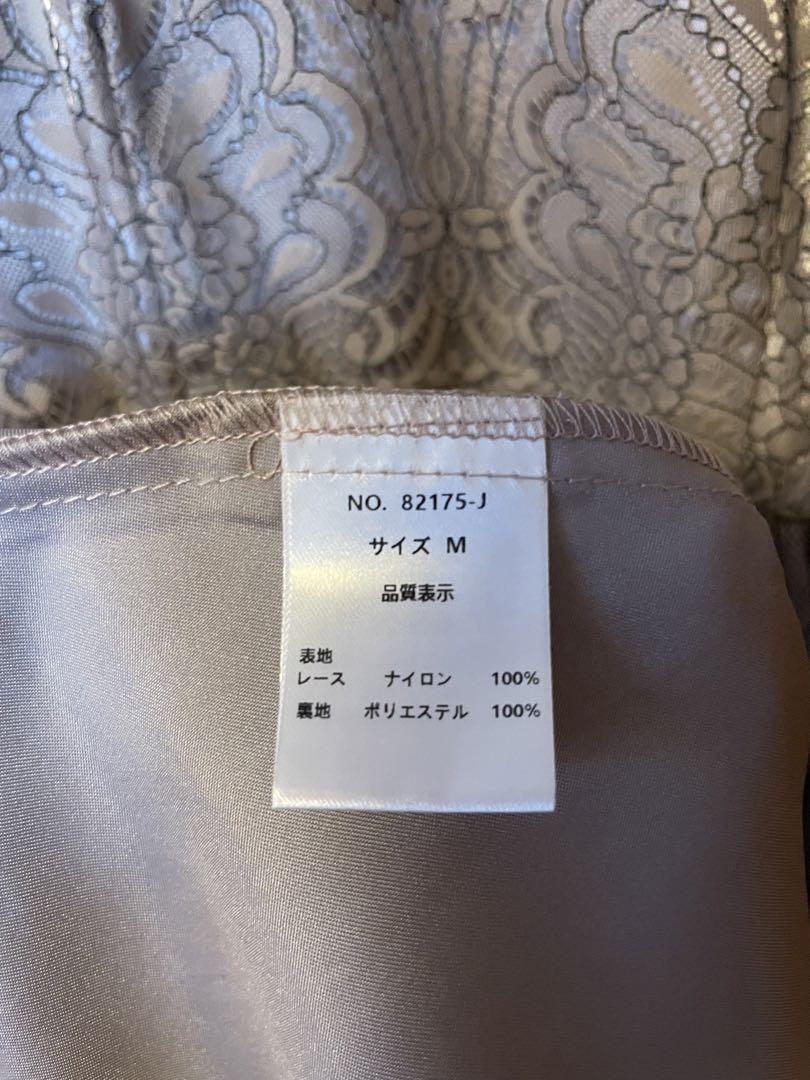 NO. 82175-J
サイズ M
品質表示
表地
レース ナイロン 100%
裏地 ポリエステル 100%